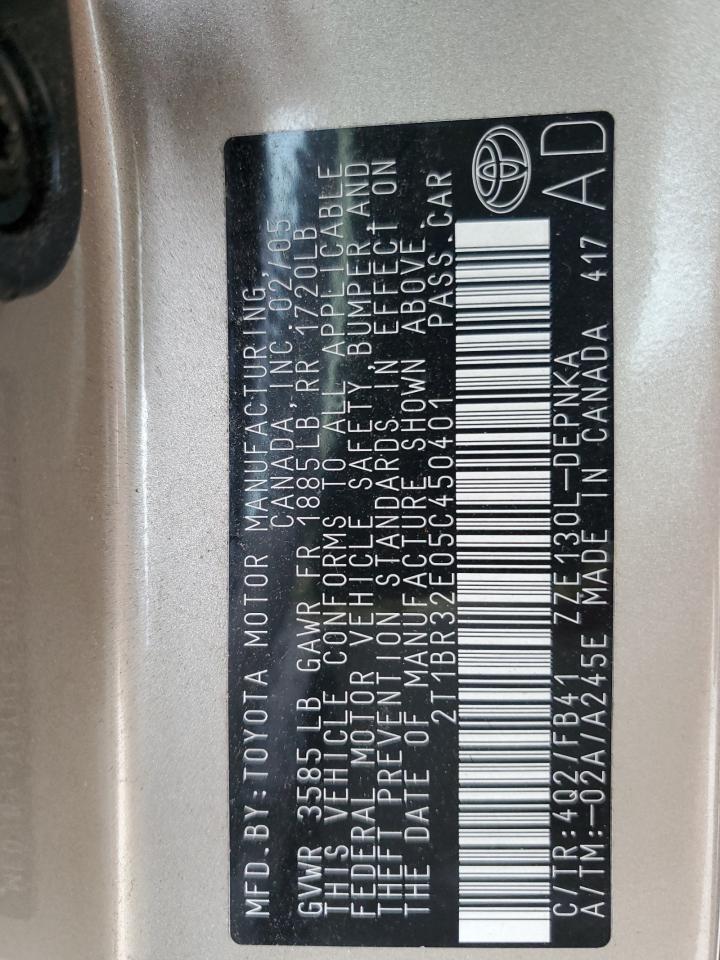 MFD.BY:TOYOTA MOTOR MANUFACTURING,
CANADA,INC.02/05
GVWR 3585LB GAWR FR 1885LB,RR 1720LB
THIS VEHICLE CONFORMS TO ALL APPLICABLE
FEDERAL MOTOR VEHICLE SAFETY, BUMPER,AND
THEFT PREVENTION STANDARDS IN EFFECT ON
THE DATE OF MANUFACTURE SHOWN ABOVE.
2T1BR32E05C450401 PASS.CAR
C/TR:4Q2/FB41 ZZE130L-DEPNKA
A/TM:-02A/A245E MADE IN CANADA 417
AD